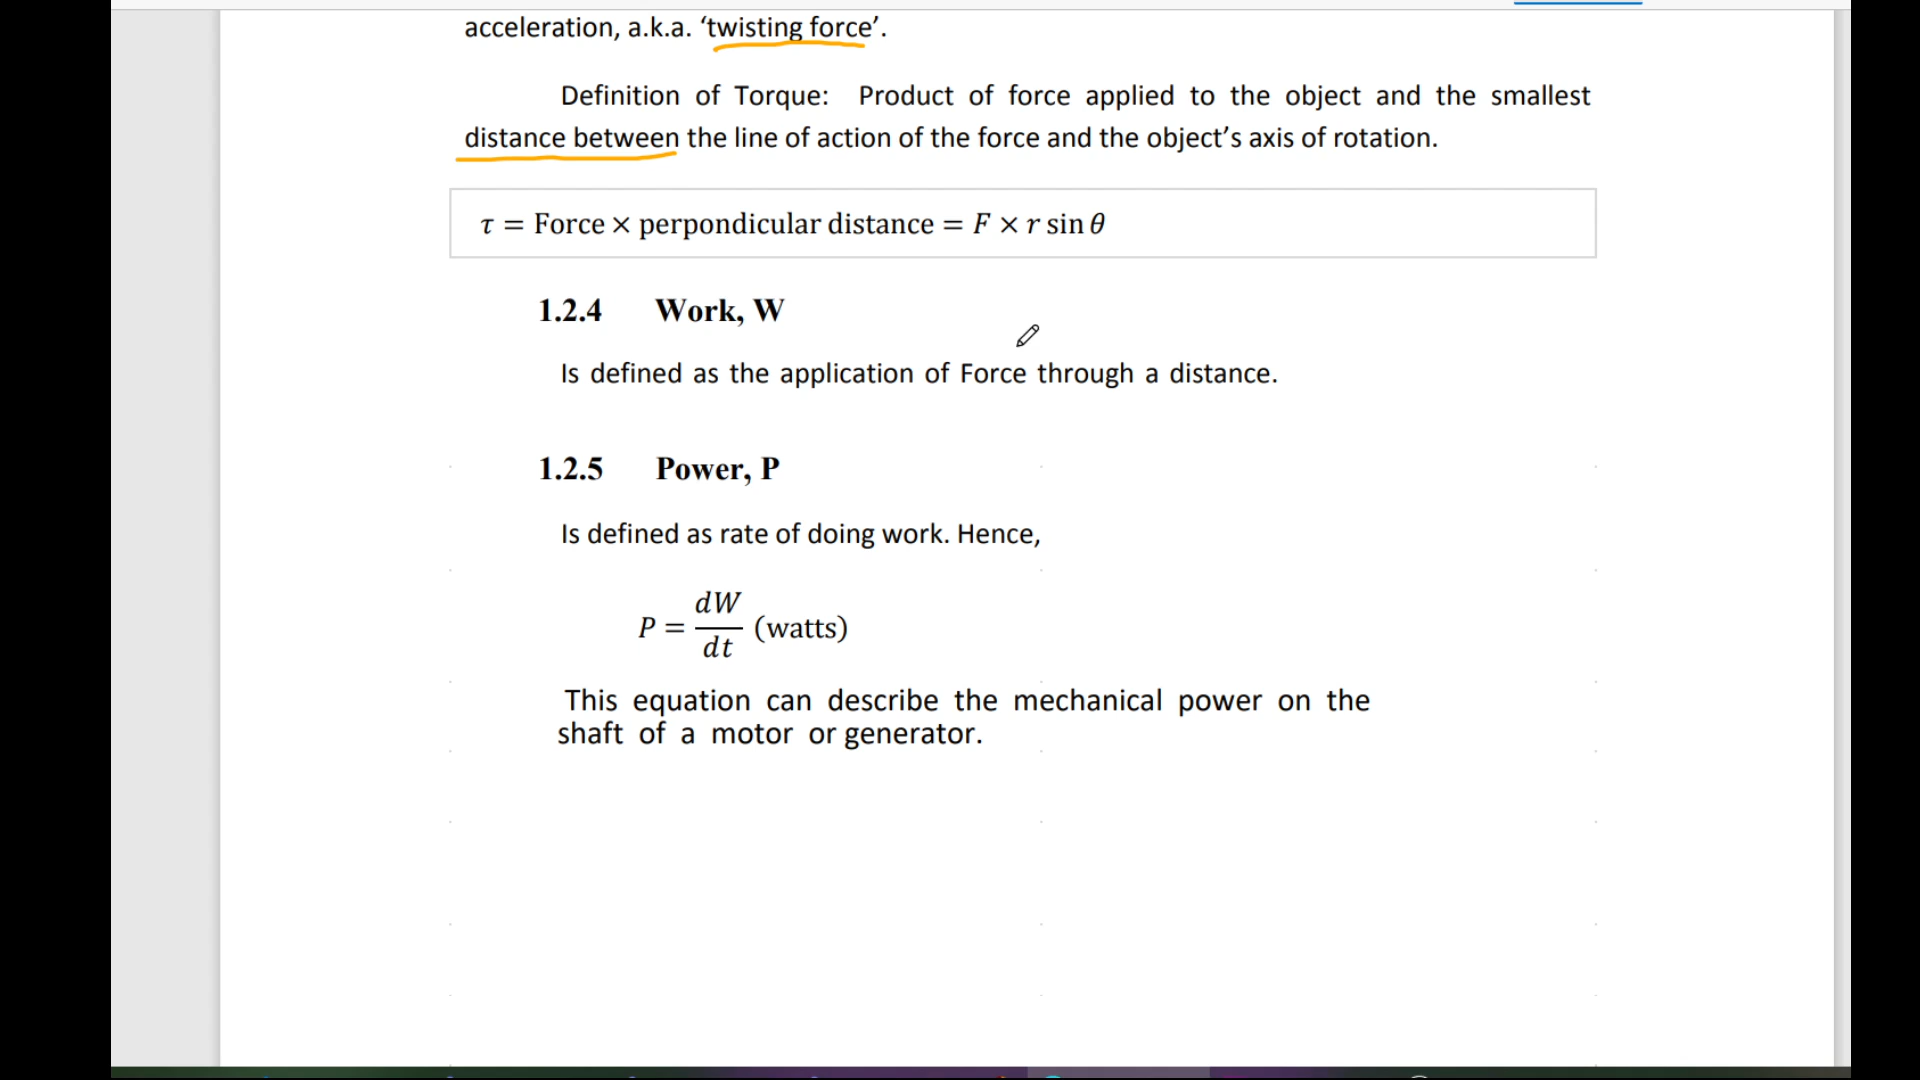 acceleration, a.k.a. ‘twisting force’.
Definition of Torque: Product of force applied to the object and the smallest
distance between the line of action of the force and the object’s axis of rotation.
τ = Force × perpondicular distance = F × r sin θ
1.2.4 Work, W
Is defined as the application of Force through a distance.
1.2.5 Power, P
Is defined as rate of doing work. Hence,
P = dW/dt (watts)
This equation can describe the mechanical power on the
shaft of a motor or generator.